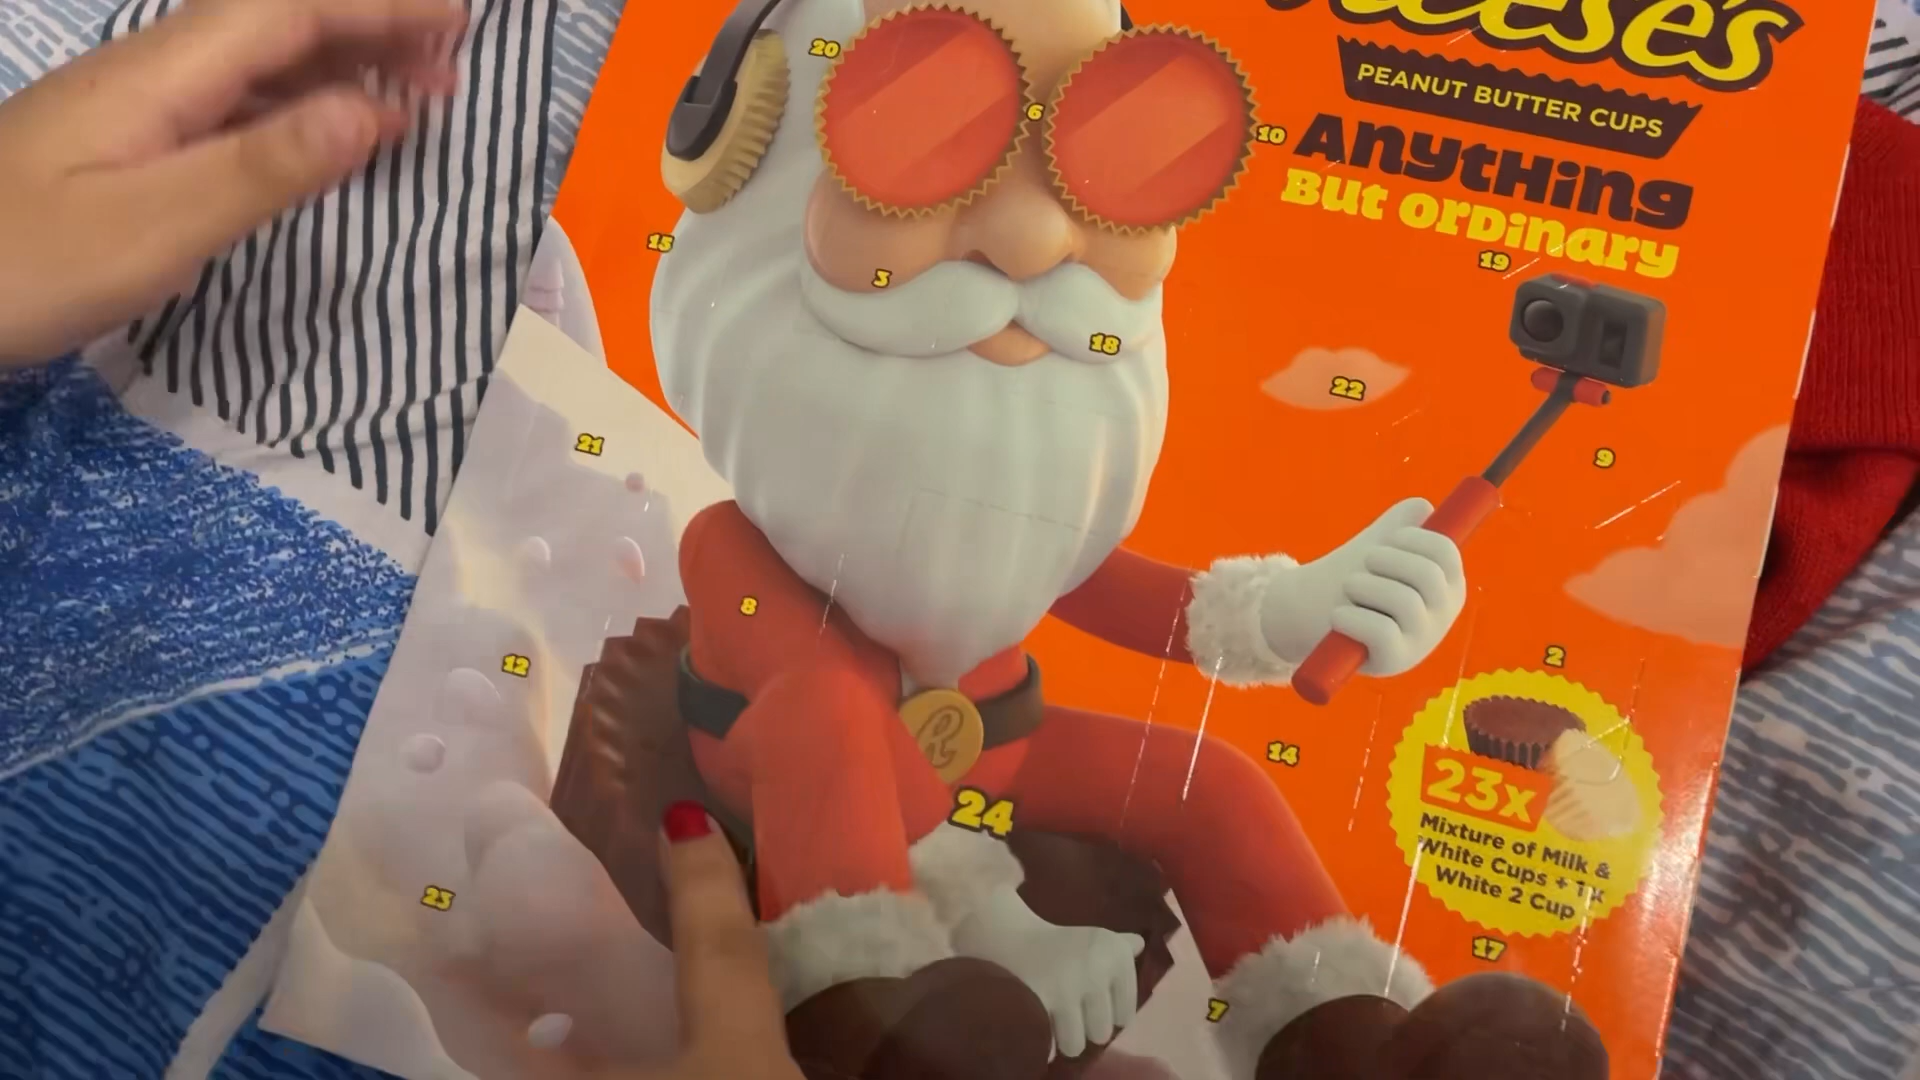 Reese's
PEANUT BUTTER CUPS
AnytHing
But orDinary
20
6
10
15
3
19
18
22
21
9
8
12
2
14
23x
Mixture of Milk &
White Cups + 1x
White 2 Cup
24
23
17
7
R